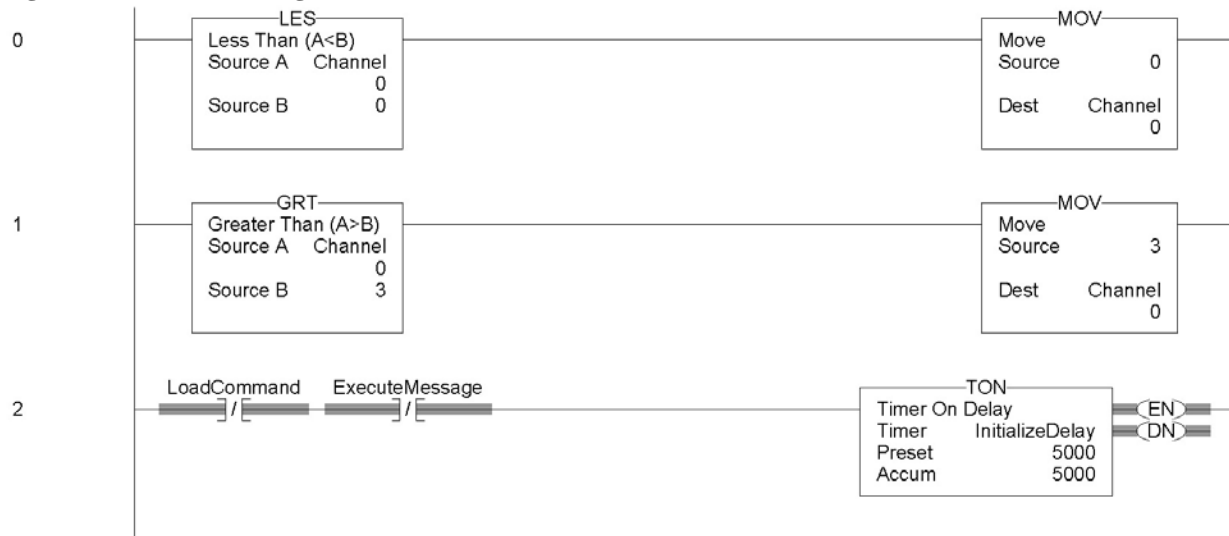 0
LES
Less Than (A<B)
Source A Channel
0
Source B 0
MOV
Move
Source 0
Dest Channel
0
1
GRT
Greater Than (A>B)
Source A Channel
0
Source B 3
MOV
Move
Source 3
Dest Channel
0
2
LoadCommand
ExecuteMessage
/
/
TON
Timer On Delay
Timer InitializeDelay
Preset 5000
Accum 5000
EN
DN